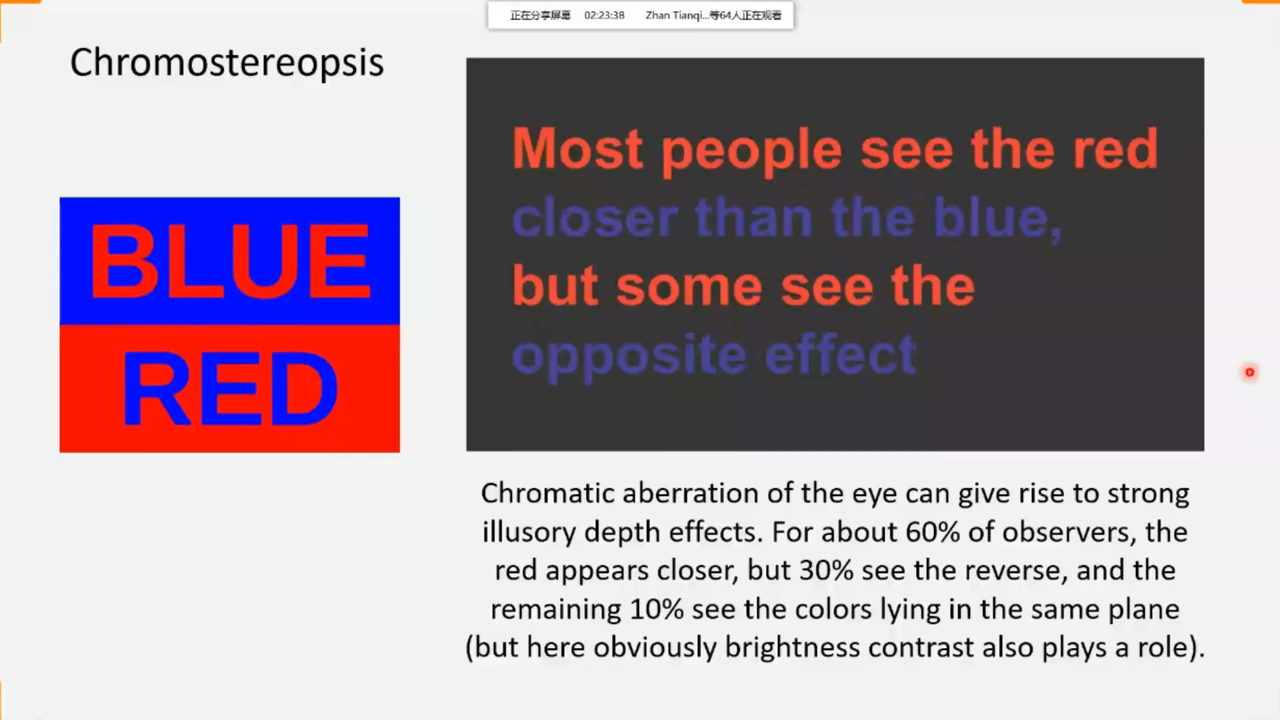 正在分享屏幕 02:23:38 Zhan Tianqi...等64人正在观看
Chromostereopsis
BLUE
RED
Most people see the red
closer than the blue,
but some see the
opposite effect
Chromatic aberration of the eye can give rise to strong
illusory depth effects. For about 60% of observers, the
red appears closer, but 30% see the reverse, and the
remaining 10% see the colors lying in the same plane
(but here obviously brightness contrast also plays a role).